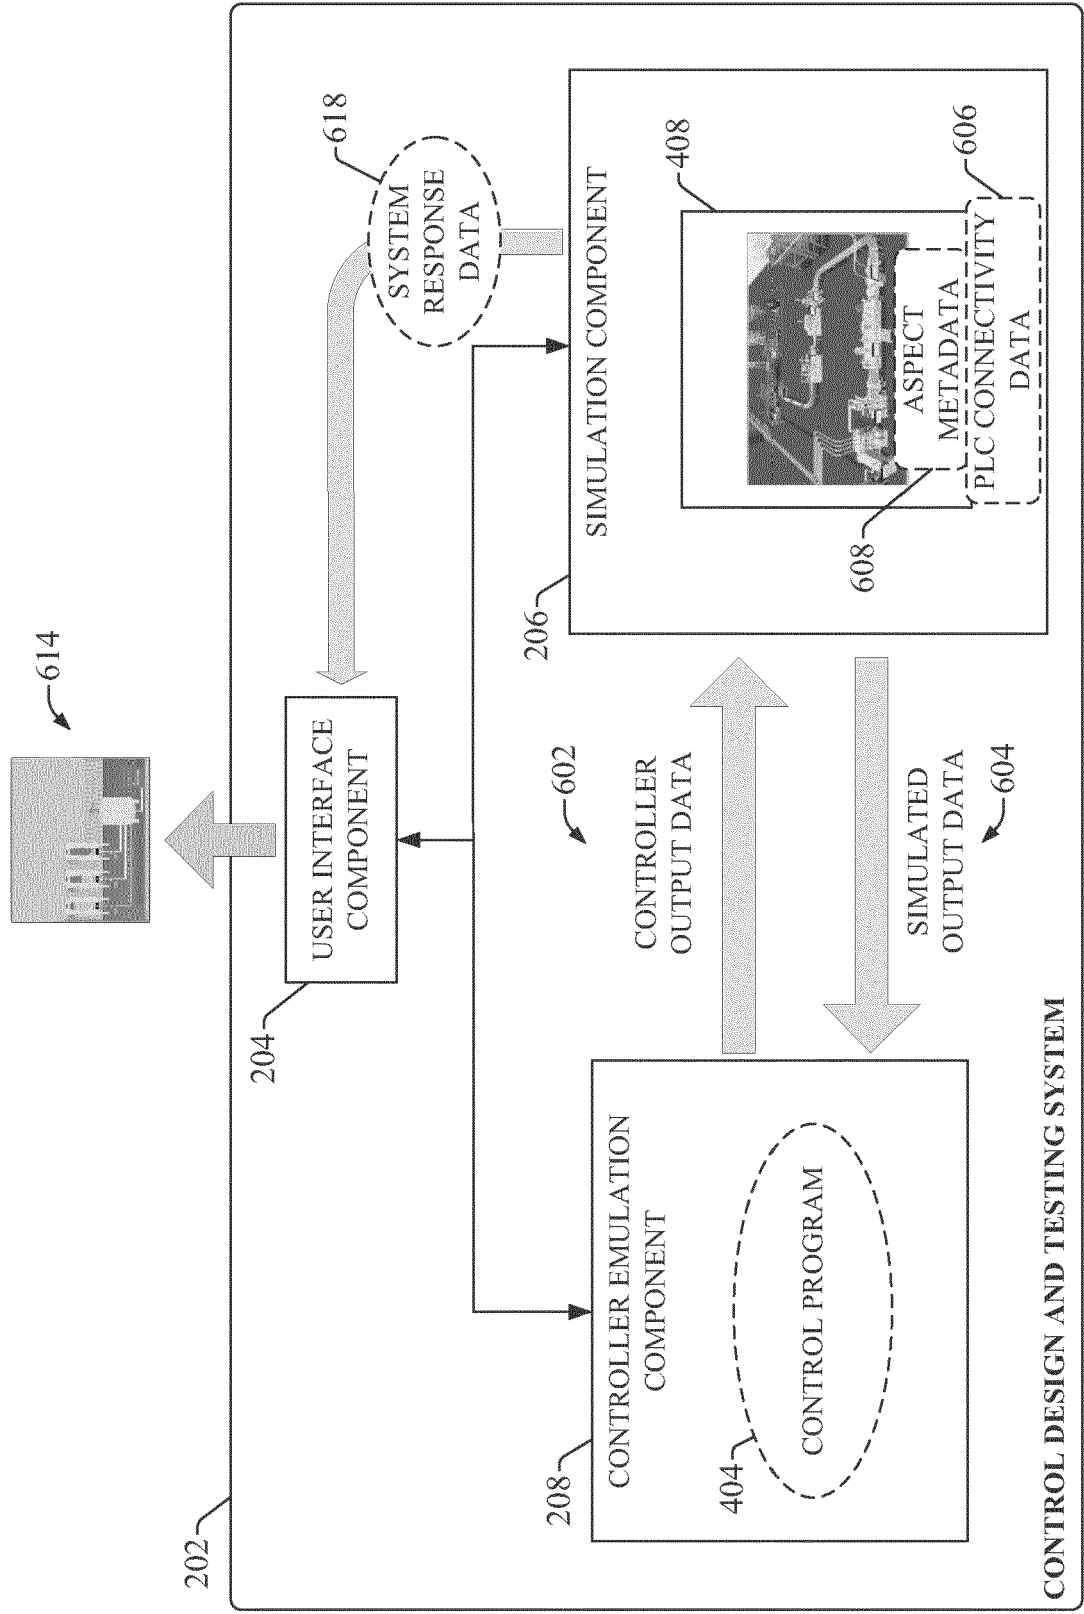 614
202
204
USER INTERFACE
COMPONENT
618
SYSTEM
RESPONSE
DATA
208
CONTROLLER EMULATION
COMPONENT
404
CONTROL PROGRAM
602
CONTROLLER
OUTPUT DATA
SIMULATED
OUTPUT DATA
604
206
SIMULATION COMPONENT
408
608
ASPECT
METADATA
606
PLC CONNECTIVITY
DATA
CONTROL DESIGN AND TESTING SYSTEM